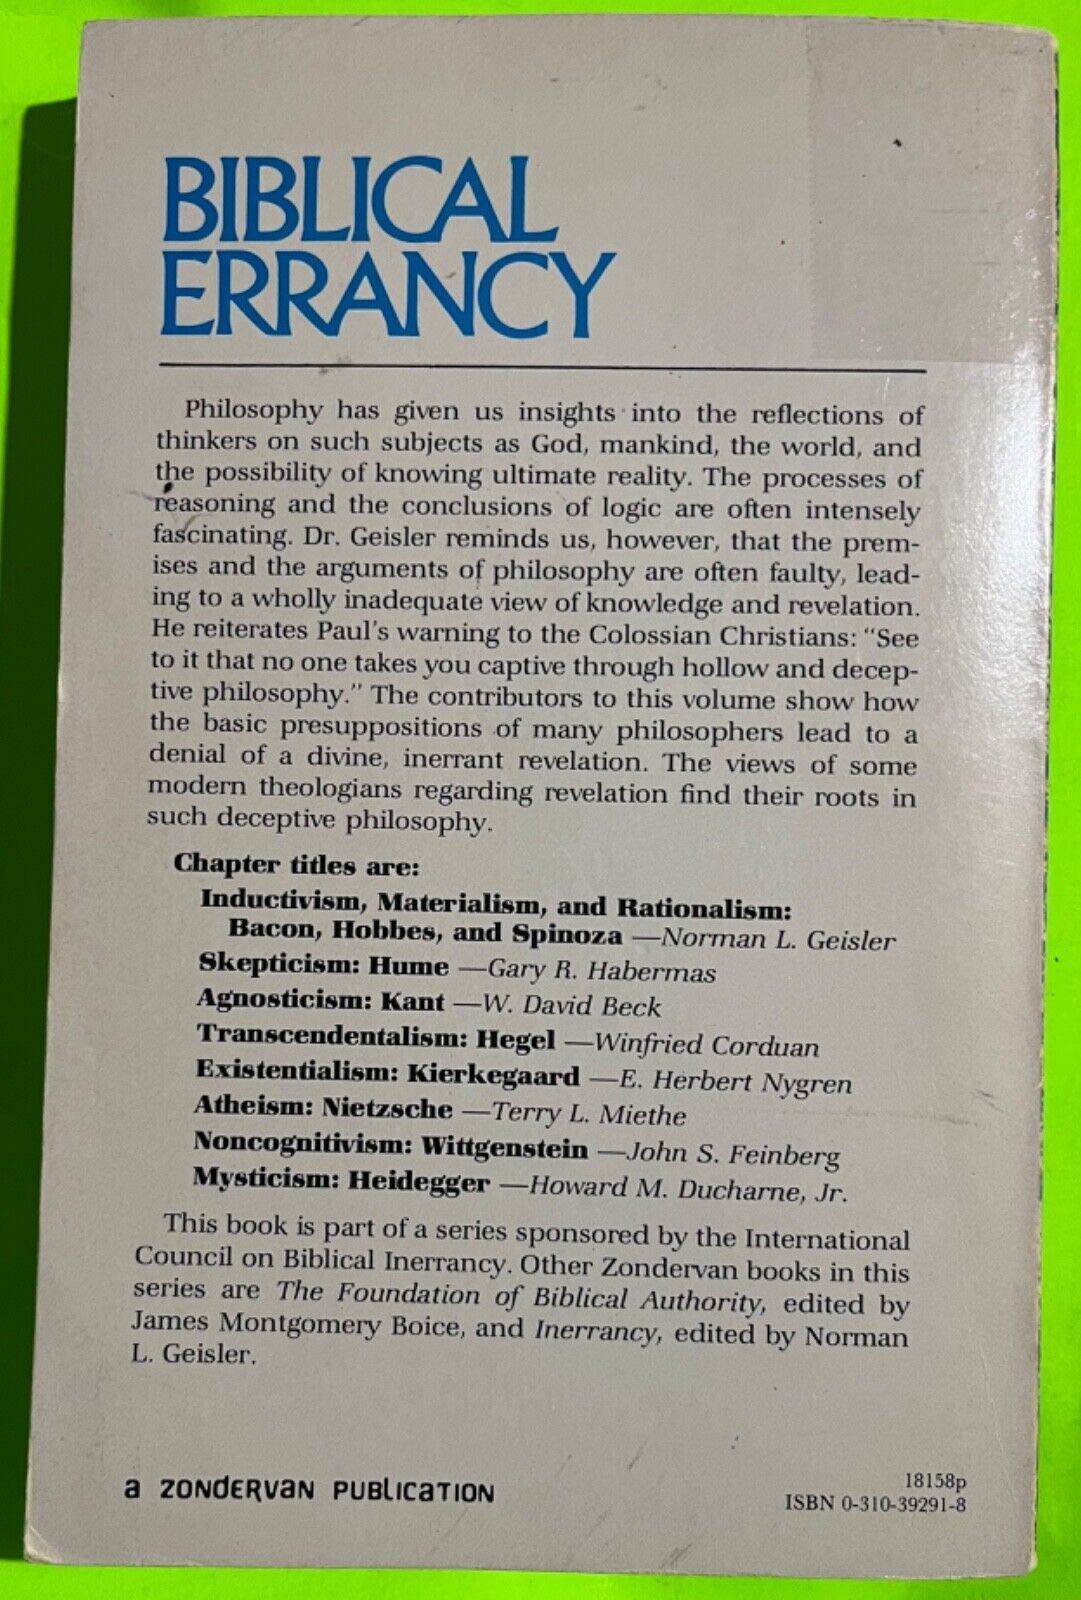 BIBLICAL
ERRANCY
Philosophy has given us insights into the reflections of
thinkers on such subjects as God, mankind, the world, and
the possibility of knowing ultimate reality. The processes of
reasoning and the conclusions of logic are often intensely
fascinating. Dr. Geisler reminds us, however, that the prem-
ises and the arguments of philosophy are often faulty, lead-
ing to a wholly inadequate view of knowledge and revelation.
He reiterates Paul's warning to the Colossian Christians: "See
to it that no one takes you captive through hollow and decep-
tive philosophy." The contributors to this volume show how
the basic presuppositions of many philosophers lead to a
denial of a divine, inerrant revelation. The views of some
modern theologians regarding revelation find their roots in
such deceptive philosophy.
Chapter titles are:
Inductivism, Materialism, and Rationalism:
Bacon, Hobbes, and Spinoza —Norman L. Geisler
Skepticism: Hume —Gary R. Habermas
Agnosticism: Kant —W. David Beck
Transcendentalism: Hegel —Winfried Corduan
Existentialism: Kierkegaard —E. Herbert Nygren
Atheism: Nietzsche —Terry L. Miethe
Noncognitivism: Wittgenstein —John S. Feinberg
Mysticism: Heidegger —Howard M. Ducharne, Jr.
This book is part of a series sponsored by the International
Council on Biblical Inerrancy. Other Zondervan books in this
series are The Foundation of Biblical Authority, edited by
James Montgomery Boice, and Inerrancy, edited by Norman
L. Geisler.
a ZONDERVAN PUBLICATION
18158p
ISBN 0-310-39291-8